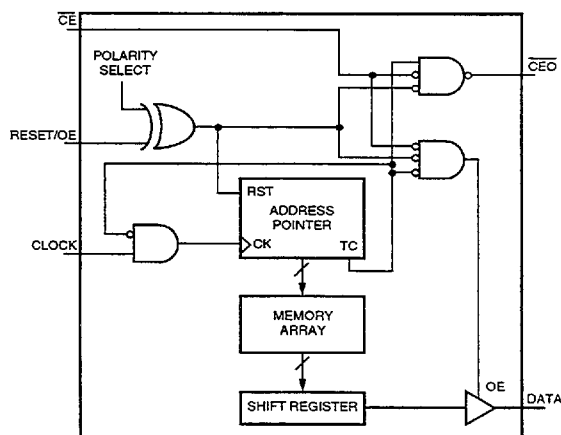 CE
CEO
POLARITY
SELECT
RESET/OE
RST
ADDRESS
POINTER
CLOCK
CK
TC
MEMORY
ARRAY
OE
DATA
SHIFT REGISTER